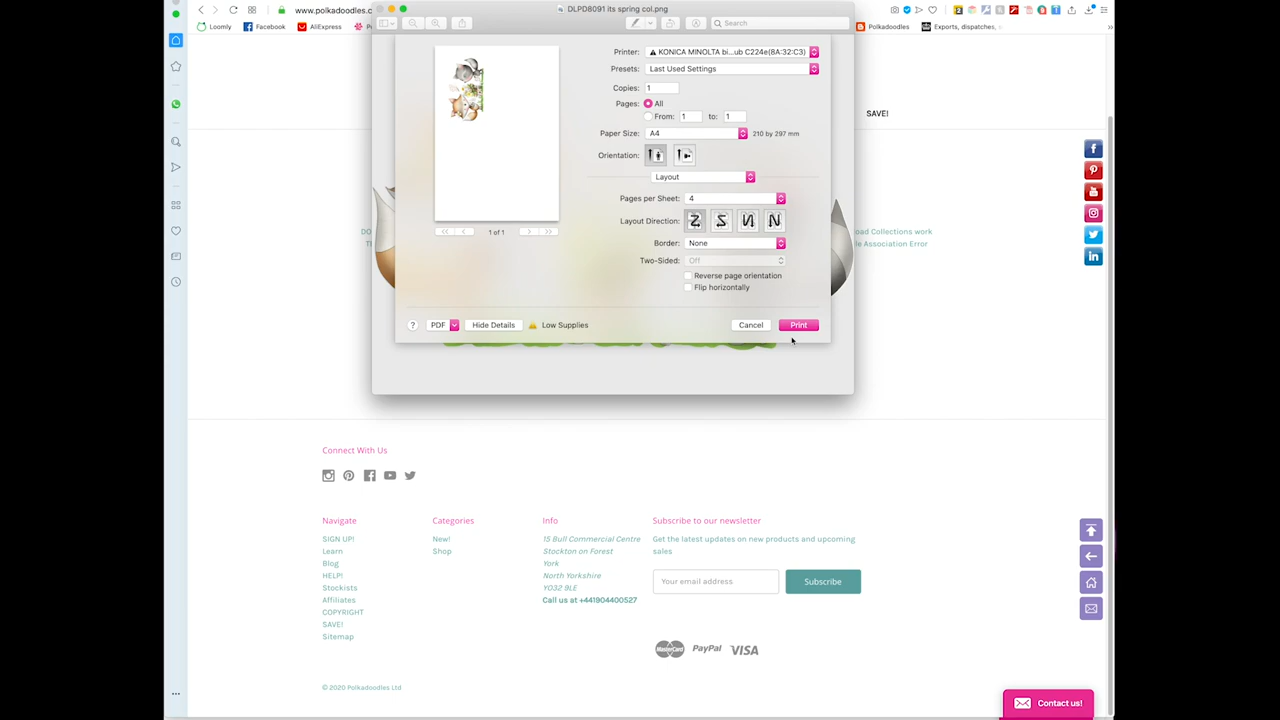 DLPD8091 its spring col.png
www.polkadoodles.
Loomly
Facebook
AliExpress
Search
Polkadoodles
Exports, dispatches,
Printer:
KONICA MINOLTA bi...ub C224e(8A:32:C3)
Presets:
Last Used Settings
Copies:
1
Pages:
All
From:
1
to:
1
SAVE!
Paper Size:
A4
210 by 297 mm
Orientation:
Layout
Pages per Sheet:
4
Layout Direction:
1 of 1
oad Collections work
e Association Error
Border:
None
Two-Sided:
Off
Reverse page orientation
Flip horizontally
?
PDF
Hide Details
Low Supplies
Cancel
Print
Connect With Us
Navigate
SIGN UP!
Learn
Blog
HELP!
Stockists
Affiliates
COPYRIGHT
SAVE!
Sitemap
Categories
New!
Shop
Info
15 Bull Commercial Centre
Stockton on Forest
York
North Yorkshire
YO32 9LE
Call us at +441904400527
Subscribe to our newsletter
Get the latest updates on new products and upcoming
sales
Your email address
Subscribe
MasterCard
PayPal
VISA
© 2020 Polkadoodles Ltd
Contact us!